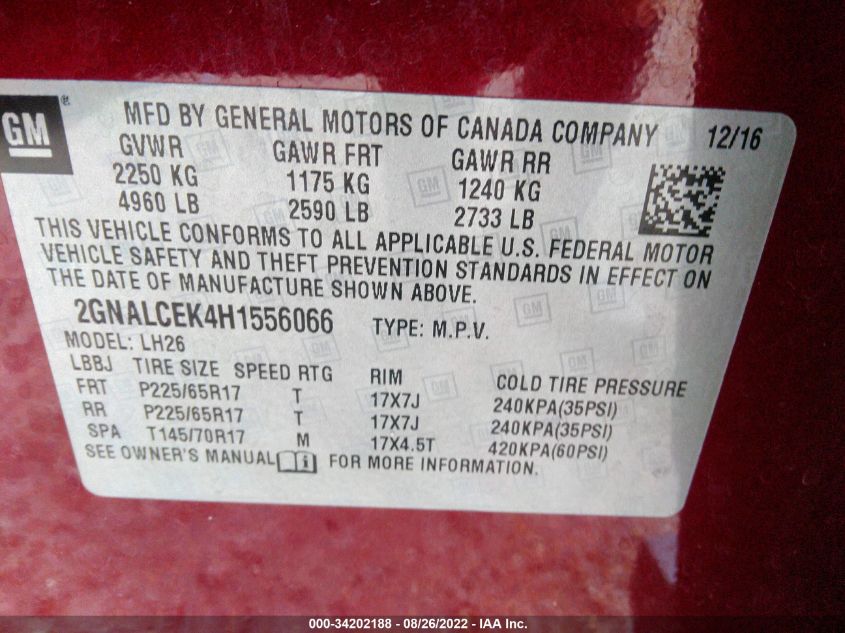 GM ®
MFD BY GENERAL MOTORS OF CANADA COMPANY 12/16
GVWR GAWR FRT GAWR RR
2250 KG 1175 KG 1240 KG
4960 LB 2590 LB 2733 LB
THIS VEHICLE CONFORMS TO ALL APPLICABLE U.S. FEDERAL MOTOR
VEHICLE SAFETY AND THEFT PREVENTION STANDARDS IN EFFECT ON
THE DATE OF MANUFACTURE SHOWN ABOVE.
2GNALCEK4H1556066 TYPE: M.P.V.
MODEL: LH26
LBBJ TIRE SIZE SPEED RTG RIM COLD TIRE PRESSURE
FRT P225/65R17 T 17X7J 240KPA(35PSI)
RR P225/65R17 T 17X7J 240KPA(35PSI)
SPA T145/70R17 M 17X4.5T 420KPA(60PSI)
SEE OWNER'S MANUAL i FOR MORE INFORMATION.
000-34202188 - 08/26/2022 - IAA Inc.